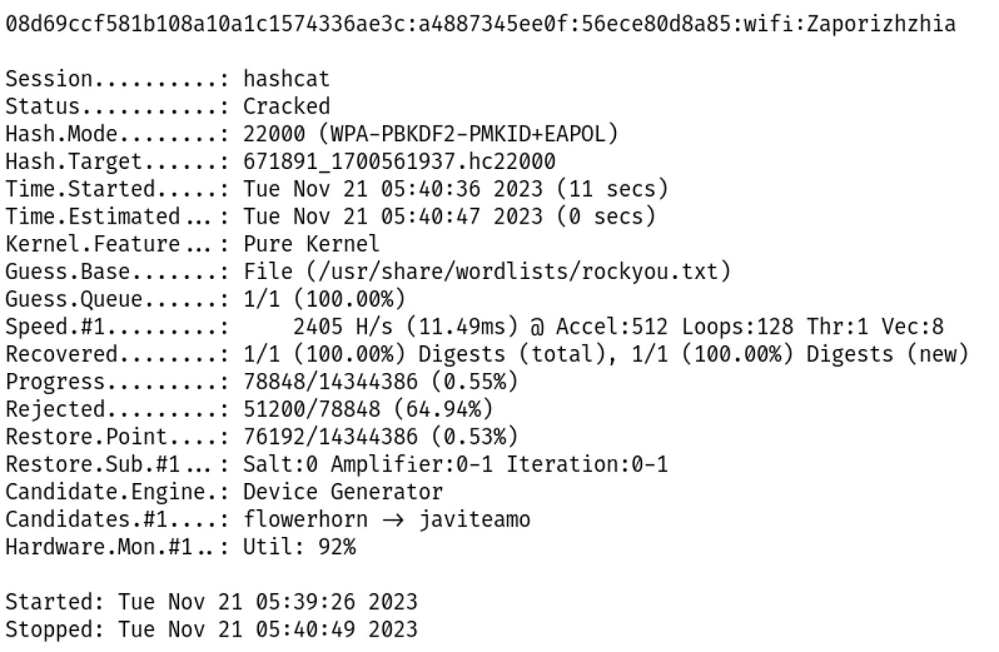 08d69ccf581b108a10a1c1574336ae3c:a4887345ee0f:56ece80d8a85:wifi:Zaporizhzhia
Session..........: hashcat
Status...........: Cracked
Hash.Mode........: 22000 (WPA-PBKDF2-PMKID+EAPOL)
Hash.Target......: 671891_1700561937.hc22000
Time.Started.....: Tue Nov 21 05:40:36 2023 (11 secs)
Time.Estimated...: Tue Nov 21 05:40:47 2023 (0 secs)
Kernel.Feature...: Pure Kernel
Guess.Base.......: File (/usr/share/wordlists/rockyou.txt)
Guess.Queue......: 1/1 (100.00%)
Speed.#1.........:     2405 H/s (11.49ms) @ Accel:512 Loops:128 Thr:1 Vec:8
Recovered........: 1/1 (100.00%) Digests (total), 1/1 (100.00%) Digests (new)
Progress.........: 78848/14344386 (0.55%)
Rejected.........: 51200/78848 (64.94%)
Restore.Point....: 76192/14344386 (0.53%)
Restore.Sub.#1...: Salt:0 Amplifier:0-1 Iteration:0-1
Candidate.Engine.: Device Generator
Candidates.#1....: flowerhorn -> javiteamo
Hardware.Mon.#1..: Util: 92%
Started: Tue Nov 21 05:39:26 2023
Stopped: Tue Nov 21 05:40:49 2023